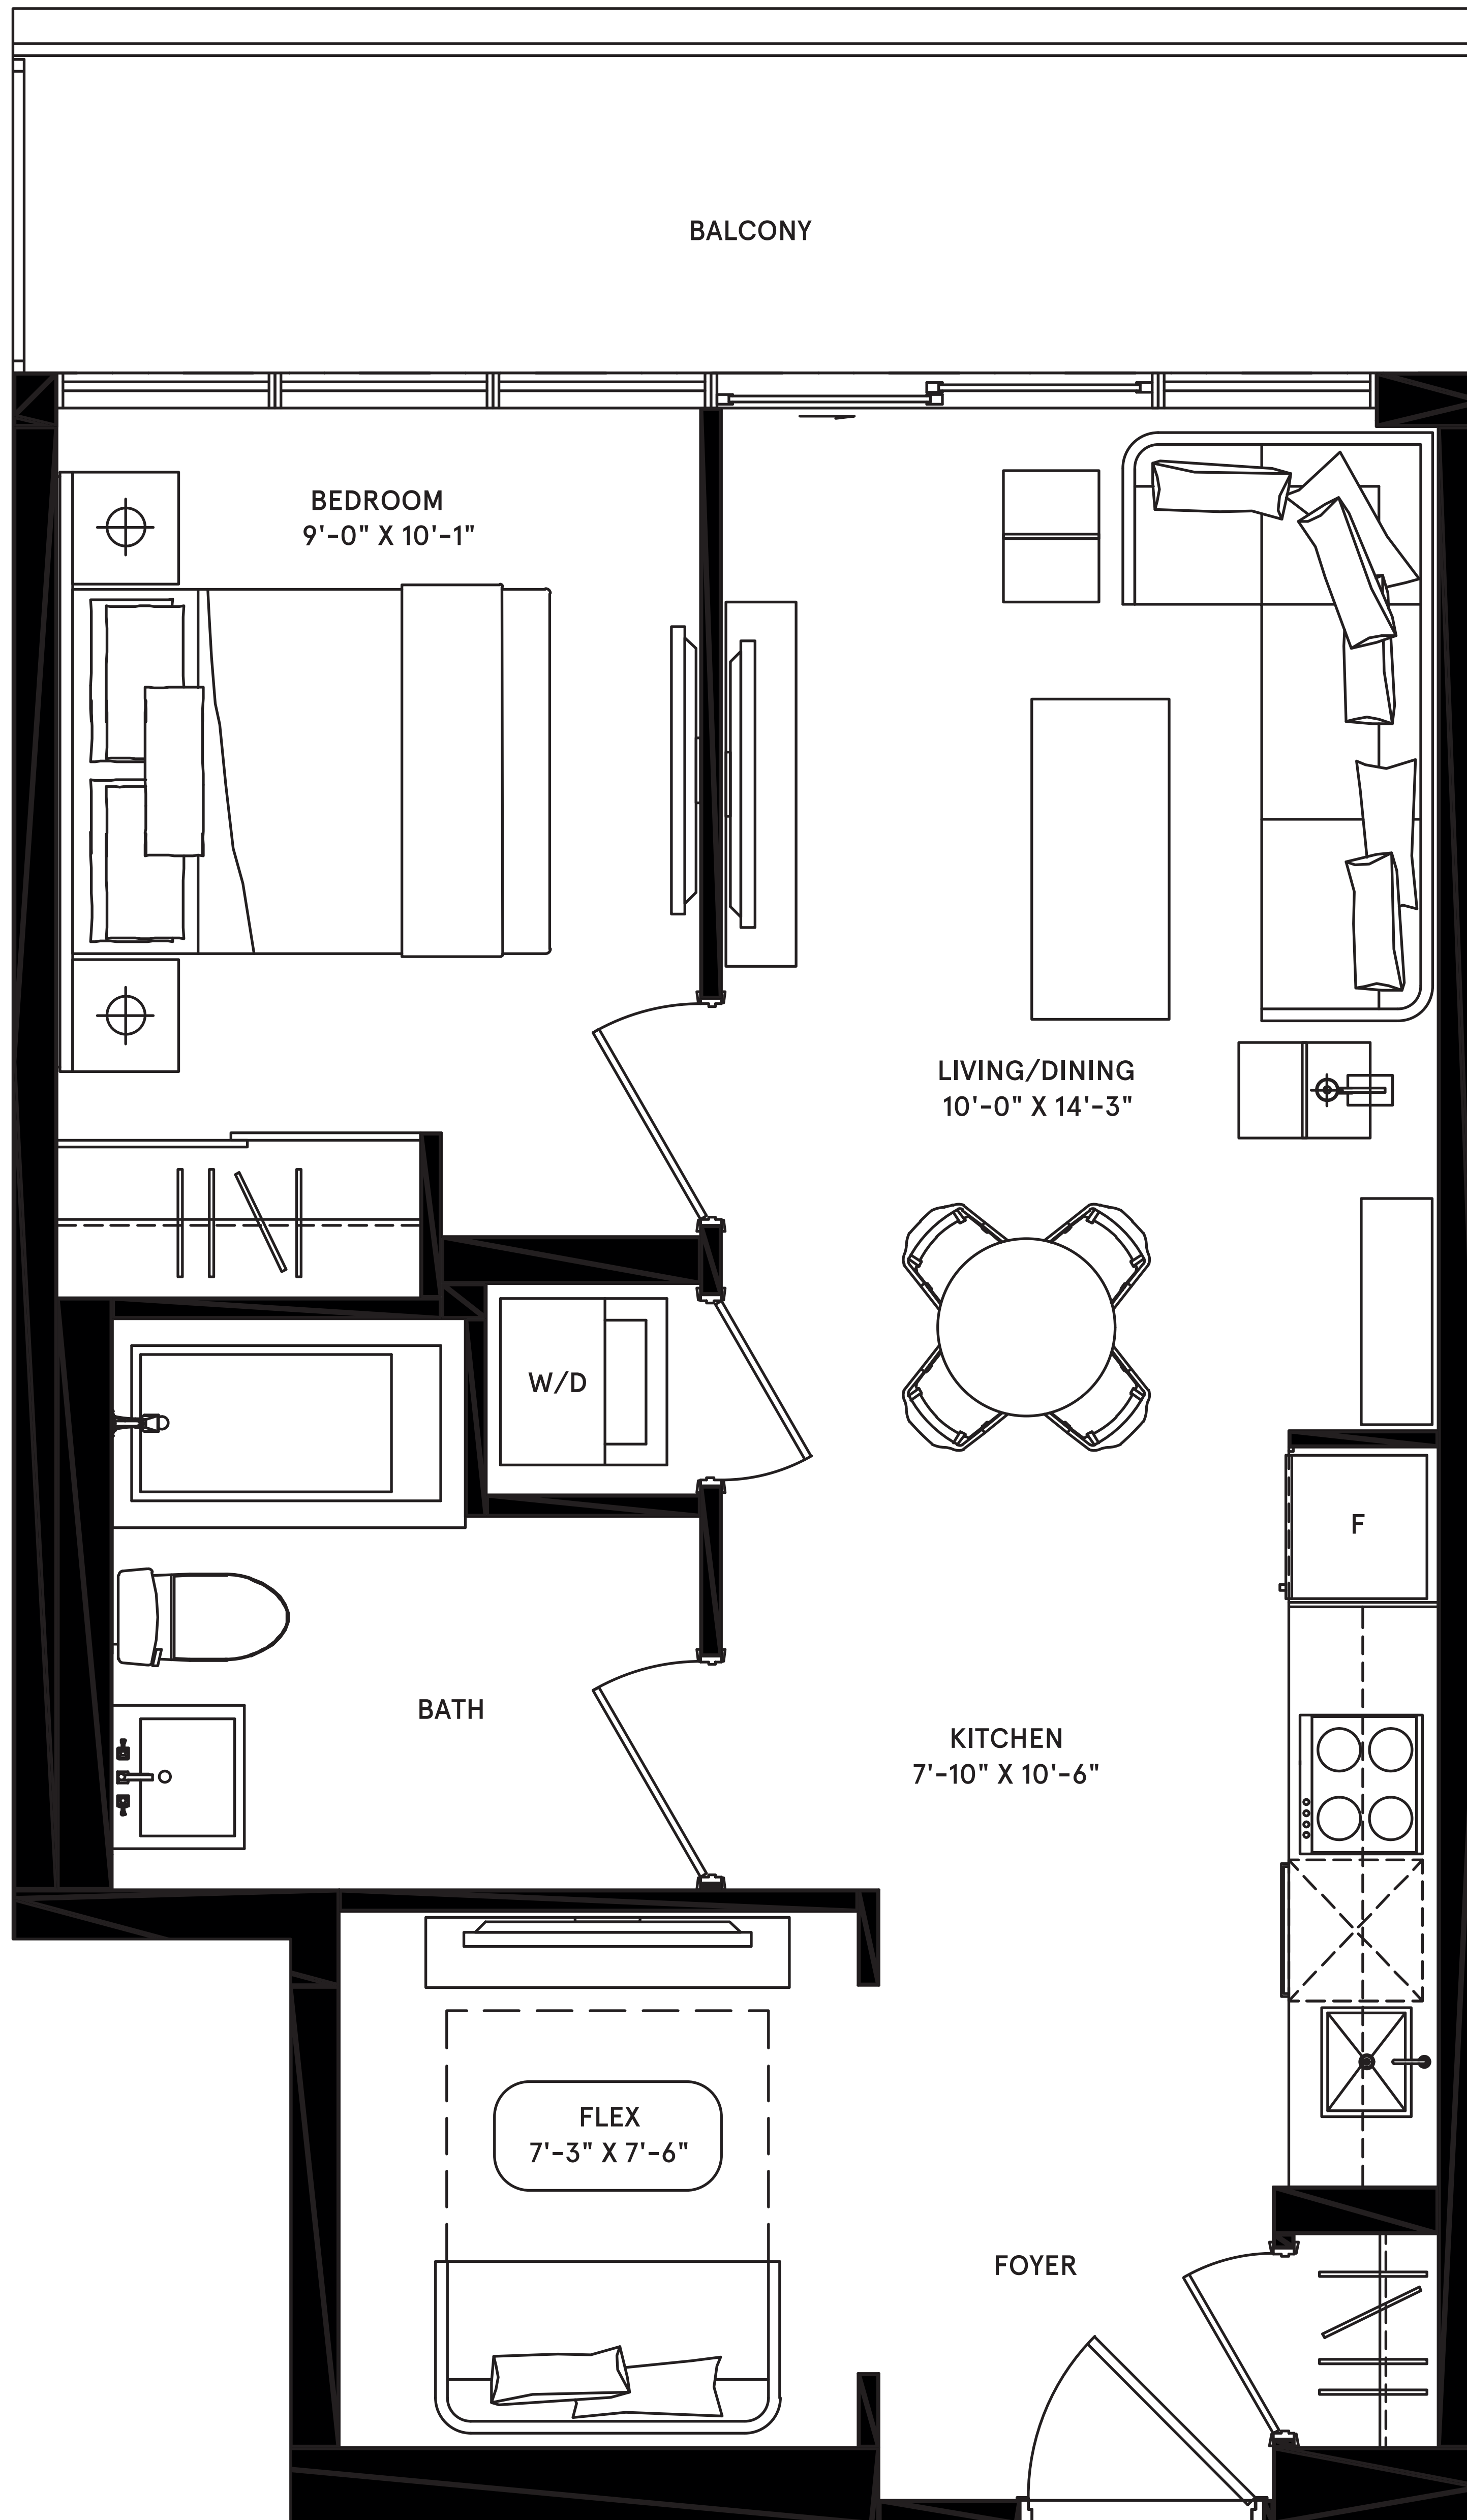 BALCONY
BEDROOM
9'-0" X 10'-1"
LIVING/DINING
10'-0" X 14'-3"
W/D
F
BATH
KITCHEN
7'-10" X 10'-6"
FLEX
7'-3" X 7'-6"
FOYER